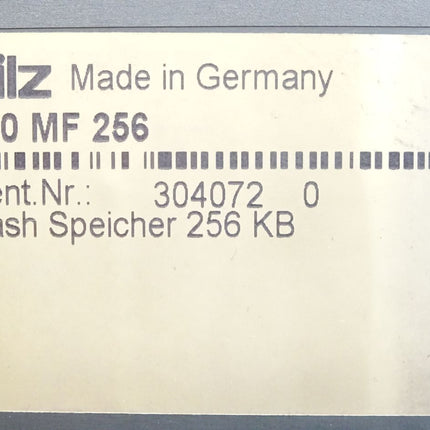 ilz Made in Germany
0 MF 256
ent.Nr.: 304072 0
ash Speicher 256 KB